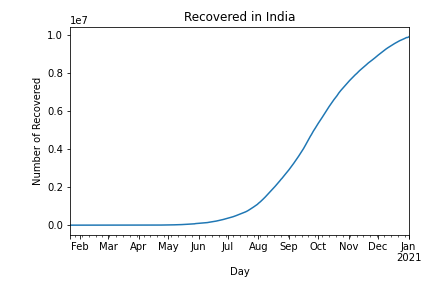 Recovered in India
1e7
1.0
0.8
0.6
0.4
0.2
0.0
Number of Recovered
Feb Mar Apr May Jun Jul Aug Sep Oct Nov Dec Jan
2021
Day